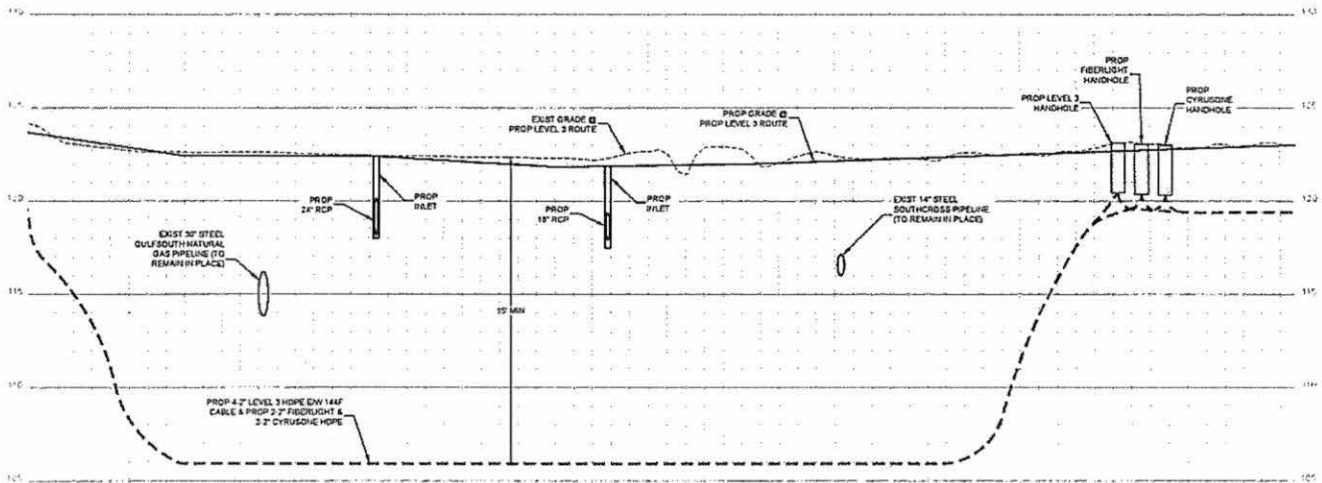 130
130
125
125
120
120
115
115
110
110
105
105
EXIST GRADE @
PROP LEVEL 3 ROUTE
PROP GRADE @
PROP LEVEL 3 ROUTE
PROP
FIBERLIGHT
HANDHOLE
PROP LEVEL 3
HANDHOLE
PROP
CYRUSONE
HANDHOLE
PROP
24" RCP
PROP
INLET
PROP
18" RCP
PROP
INLET
EXIST 30" STEEL
GULFSOUTH NATURAL
GAS PIPELINE (TO
REMAIN IN PLACE)
EXIST 14" STEEL
SOUTHCROSS PIPELINE
(TO REMAIN IN PLACE)
15' MIN
PROP 4-2" LEVEL 3 HDPE E/W 144F
CABLE & PROP 2-2" FIBERLIGHT &
2-2" CYRUSONE HDPE